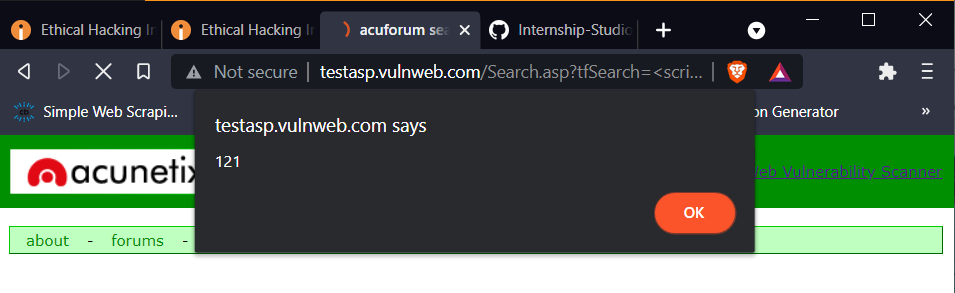 Ethical Hacking In
Ethical Hacking In
acuforum sea
Internship-Studio
Not secure
testasp.vulnweb.com/Search.asp?tfSearch=<scri...
Simple Web Scrapi...
on Generator
»
testasp.vulnweb.com says
121
OK
acunetix
Web Vulnerability Scanner
about - forums -